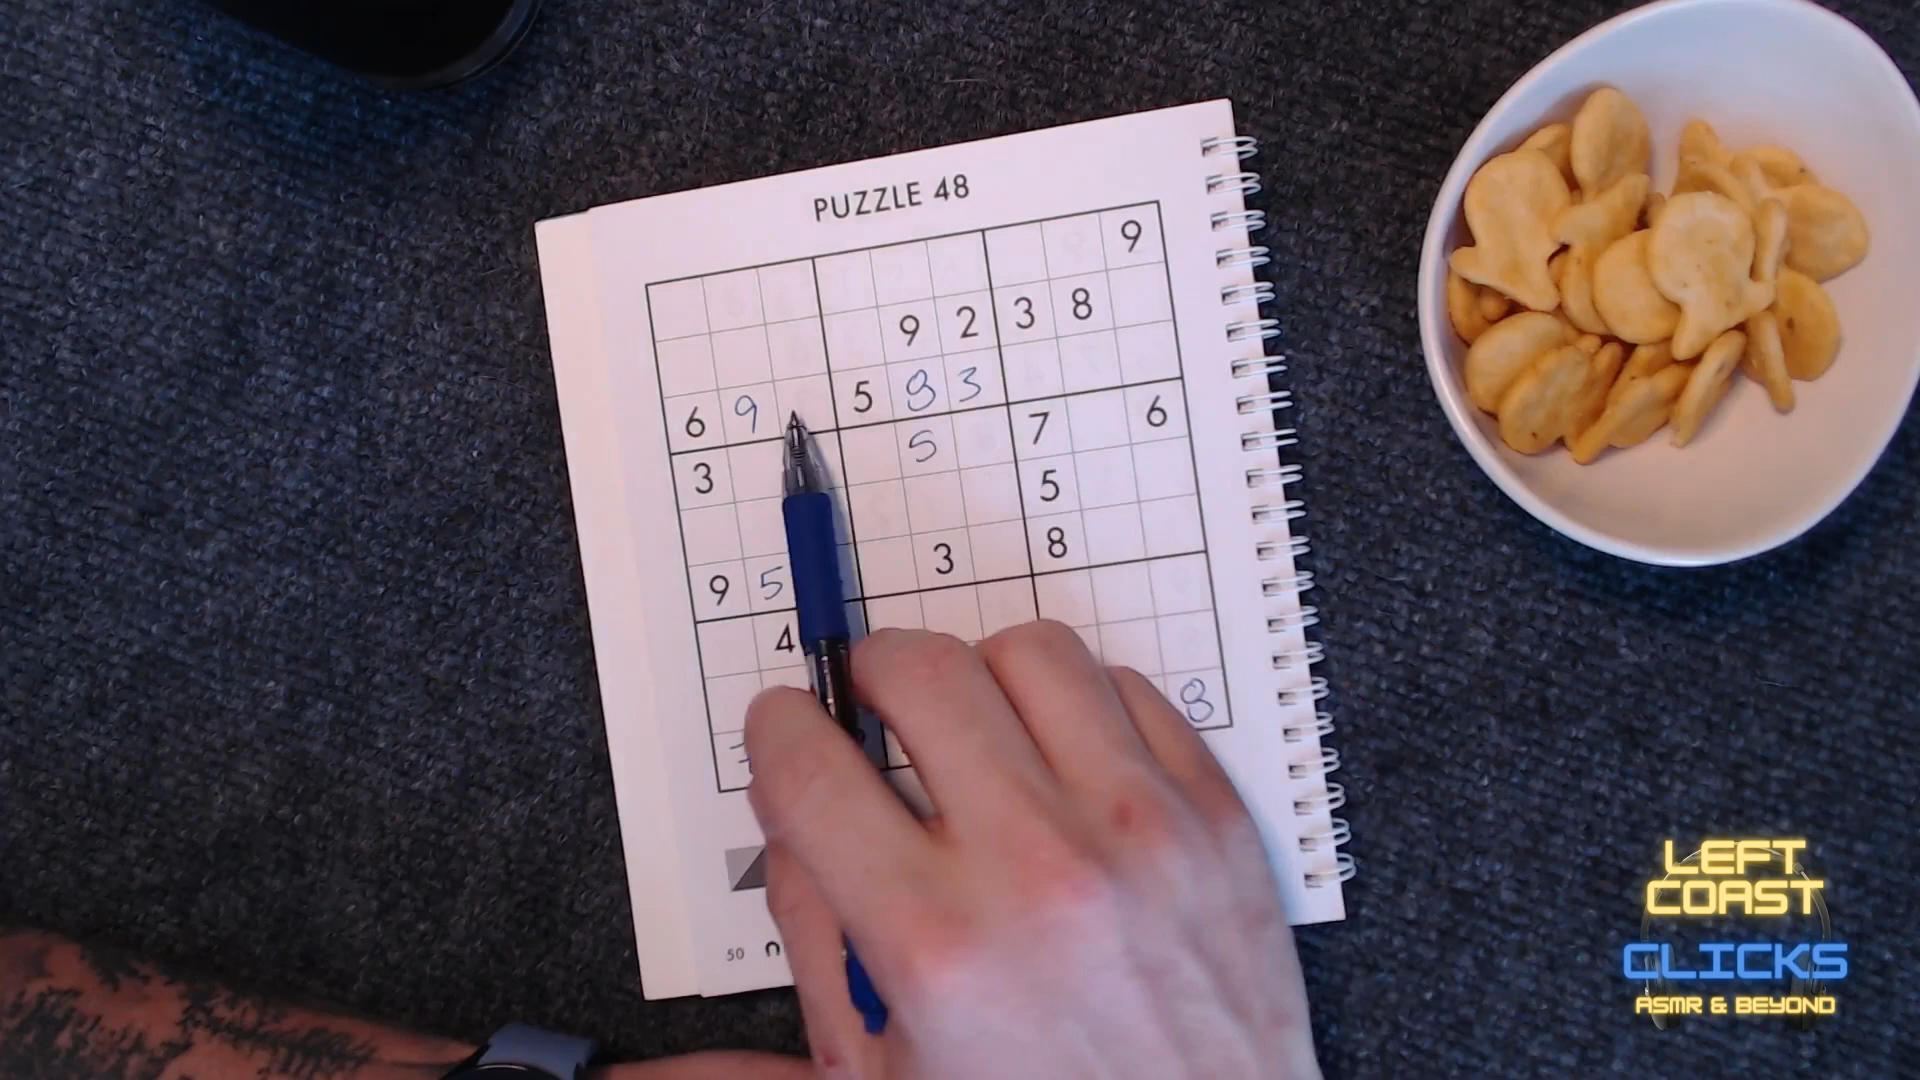 PUZZLE 48
9
9 2 3 8
6 9 5 8 3
3 5 7 6
5
9 5 3 8
4
8
50
LEFT
COAST
CLICKS
ASMR & BEYOND